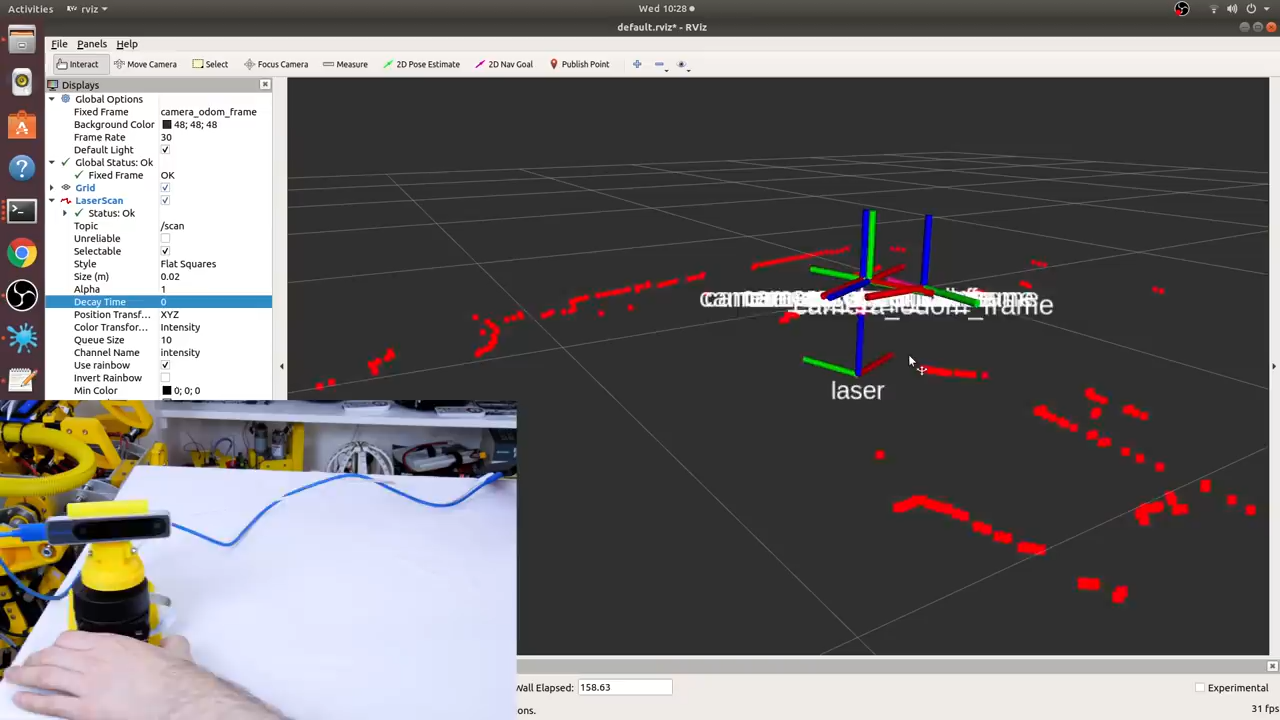 Activities
rviz
Wed 10:28
default.rviz* - RViz
File Panels Help
Interact Move Camera Select Focus Camera Measure 2D Pose Estimate 2D Nav Goal Publish Point
Displays
Global Options
Fixed Frame camera_odom_frame
Background Color 48; 48; 48
Frame Rate 30
Default Light
Global Status: Ok
Fixed Frame OK
Grid
LaserScan
Status: Ok
Topic /scan
Unreliable
Selectable
Style Flat Squares
Size (m) 0.02
Alpha 1
Decay Time 0
Position Transf... XYZ
Color Transfor... Intensity
Queue Size 10
Channel Name intensity
Use rainbow
Invert Rainbow
Min Color 0; 0; 0
camera_odom_frame
laser
Wall Elapsed: 158.63
Experimental
ons.
31 fps